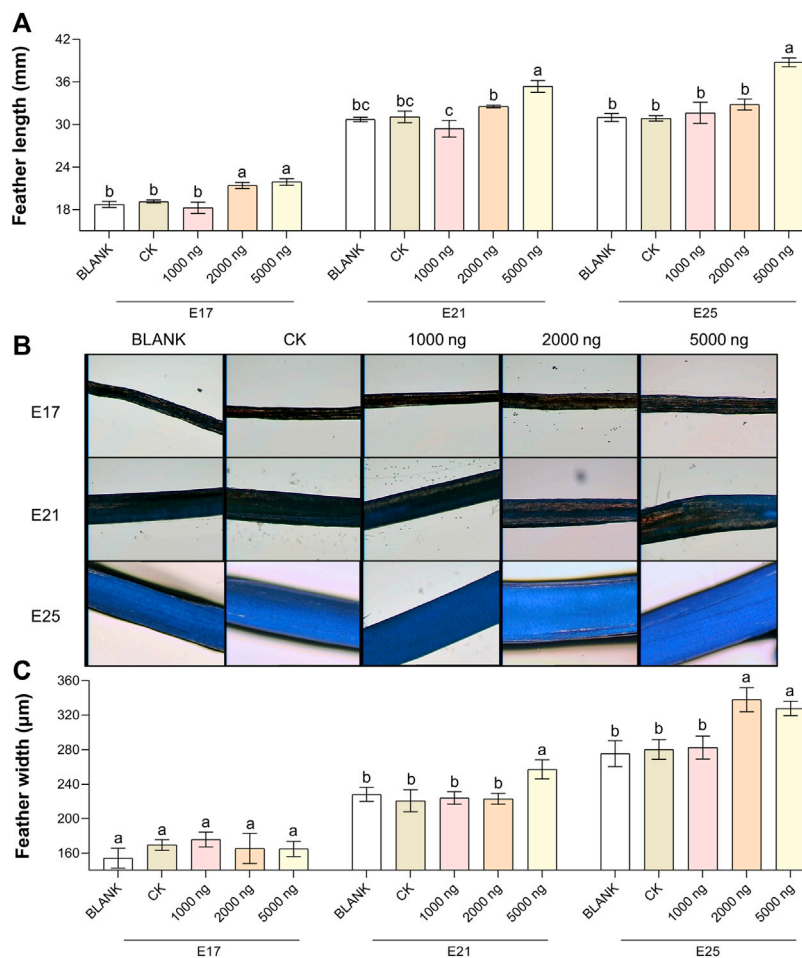 A
Feather length (mm)
42
36
30
24
18
b b b a a
bc bc c b a
b b b b a
BLANK CK 1000 ng 2000 ng 5000 ng
BLANK CK 1000 ng 2000 ng 5000 ng
BLANK CK 1000 ng 2000 ng 5000 ng
E17 E21 E25
B
BLANK CK 1000 ng 2000 ng 5000 ng
E17
E21
E25
C
Feather width (µm)
360
320
280
240
200
160
a a a a a
b b b b a
b b b a a
BLANK CK 1000 ng 2000 ng 5000 ng
BLANK CK 1000 ng 2000 ng 5000 ng
BLANK CK 1000 ng 2000 ng 5000 ng
E17 E21 E25